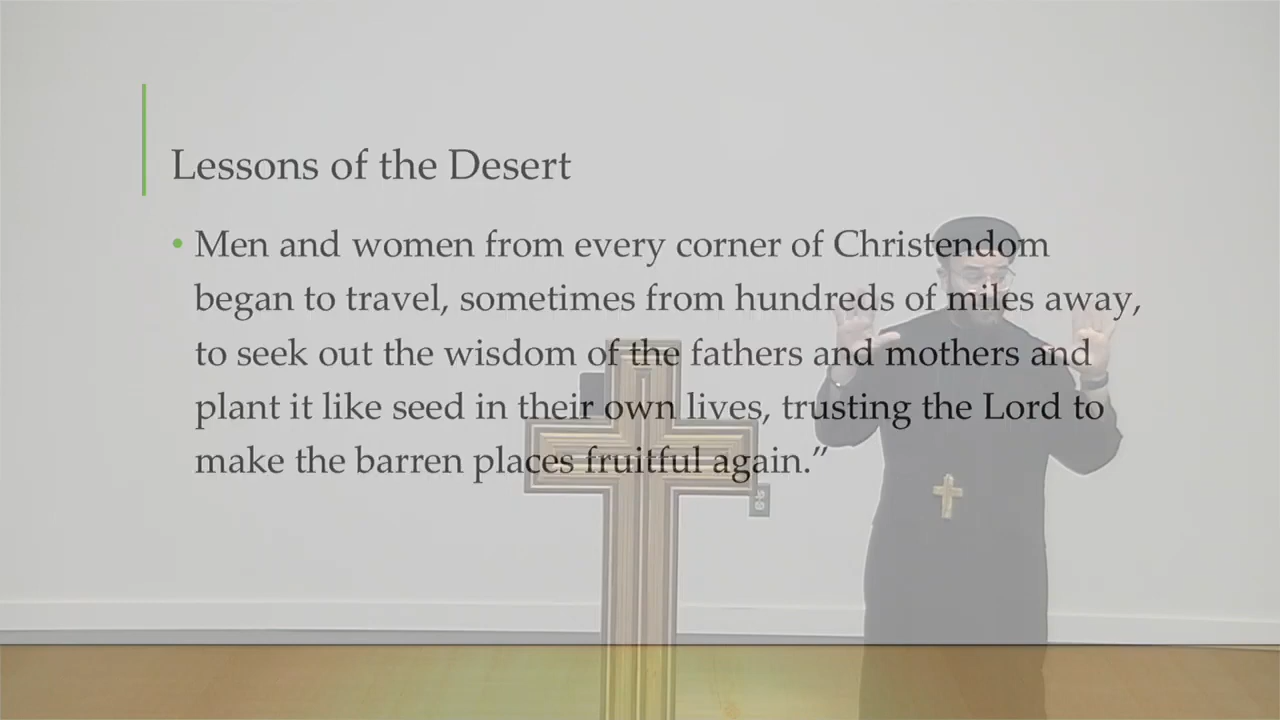 Lessons of the Desert
• Men and women from every corner of Christendom
began to travel, sometimes from hundreds of miles away,
to seek out the wisdom of the fathers and mothers and
plant it like seed in their own lives, trusting the Lord to
make the barren places fruitful again.”